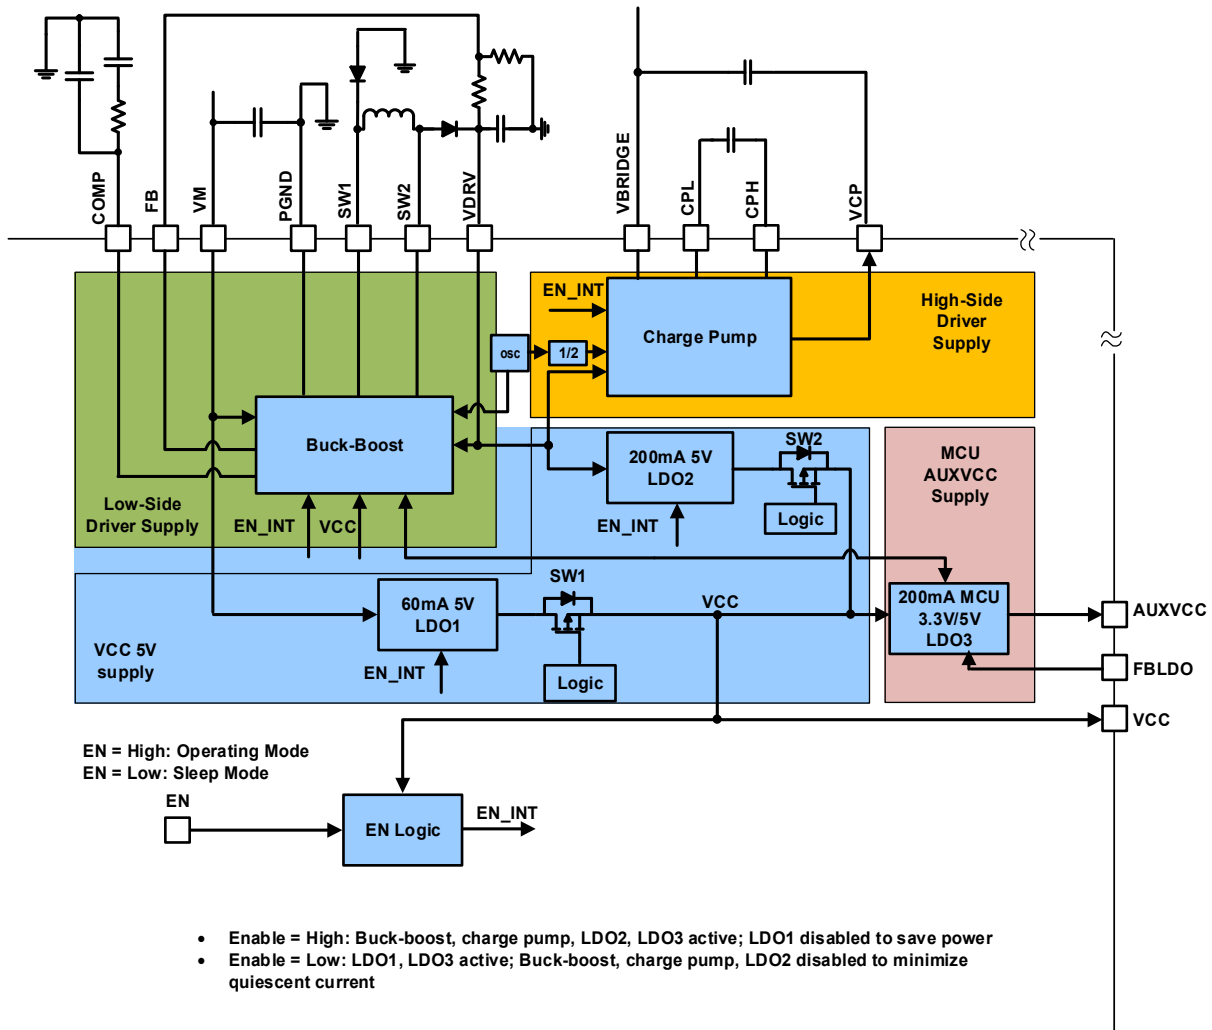 COMP
FB
VM
PGND
SW1
SW2
VDRV
VBRIDGE
CPL
CPH
VCP
EN_INT
High-Side
Driver
Supply
Charge Pump
osc
1/2
Buck-Boost
SW2
200mA 5V
LDO2
MCU
AUXVCC
Supply
Low-Side
Driver Supply
EN_INT
VCC
EN_INT
Logic
SW1
60mA 5V
LDO1
VCC
200mA MCU
3.3V/5V
LDO3
AUXVCC
VCC 5V
supply
EN_INT
Logic
FBLDO
VCC
EN = High: Operating Mode
EN = Low: Sleep Mode
EN
EN Logic
EN_INT
• Enable = High: Buck-boost, charge pump, LDO2, LDO3 active; LDO1 disabled to save power
• Enable = Low: LDO1, LDO3 active; Buck-boost, charge pump, LDO2 disabled to minimize
quiescent current